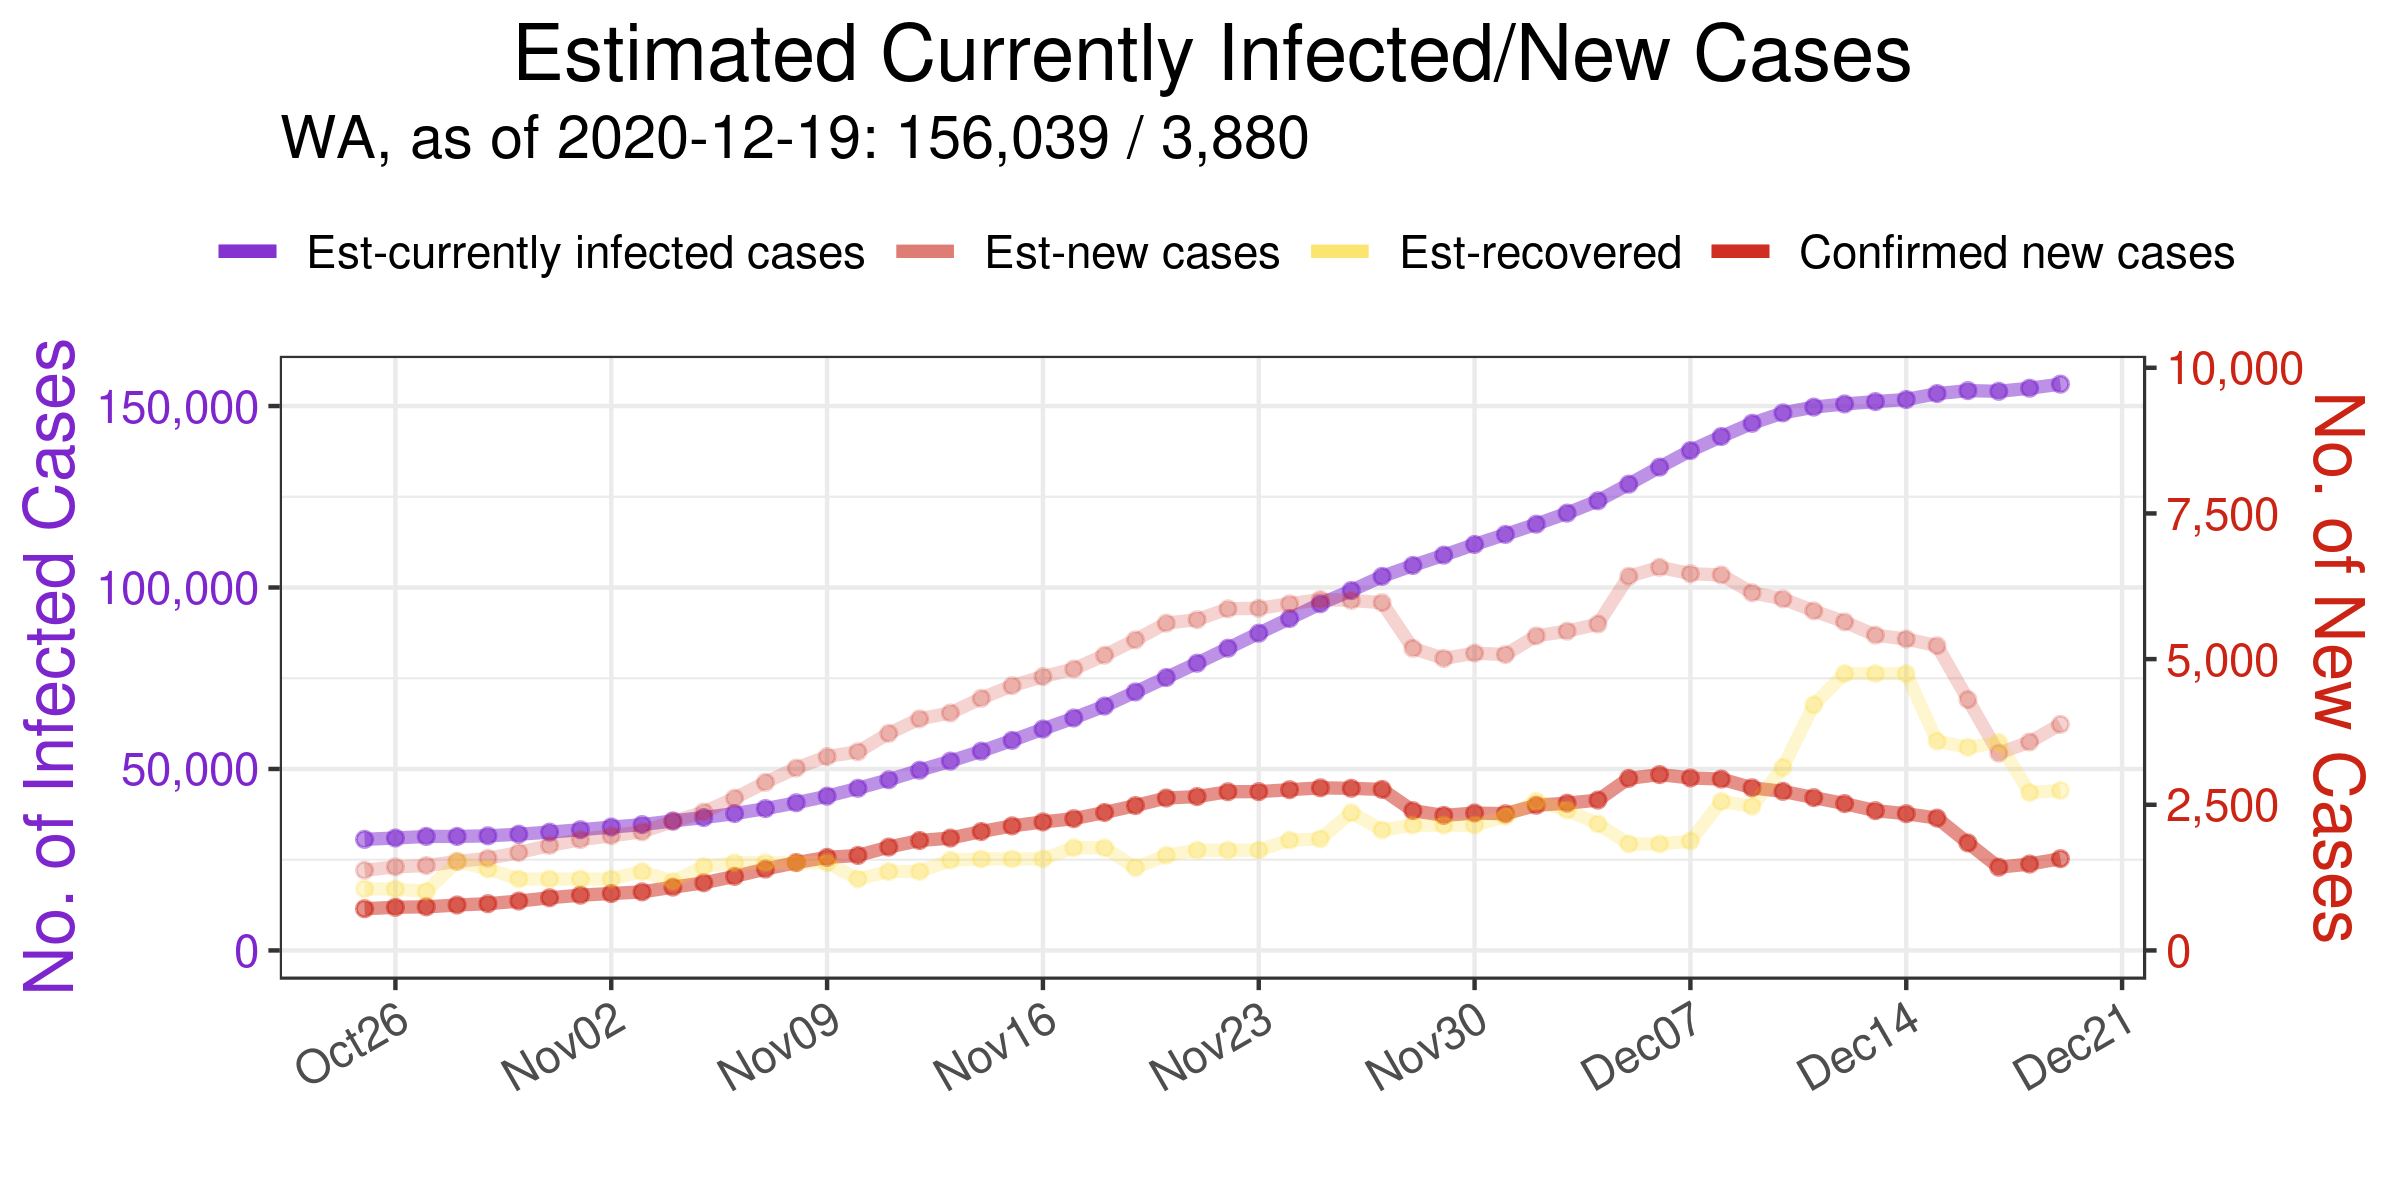 Estimated Currently Infected/New Cases
WA, as of 2020-12-19: 156,039 / 3,880
Est-currently infected cases Est-new cases Est-recovered Confirmed new cases
No. of Infected Cases
150,000
100,000
50,000
0
10,000
7,500
5,000
2,500
0
No. of New Cases
Oct26 Nov02 Nov09 Nov16 Nov23 Nov30 Dec07 Dec14 Dec21